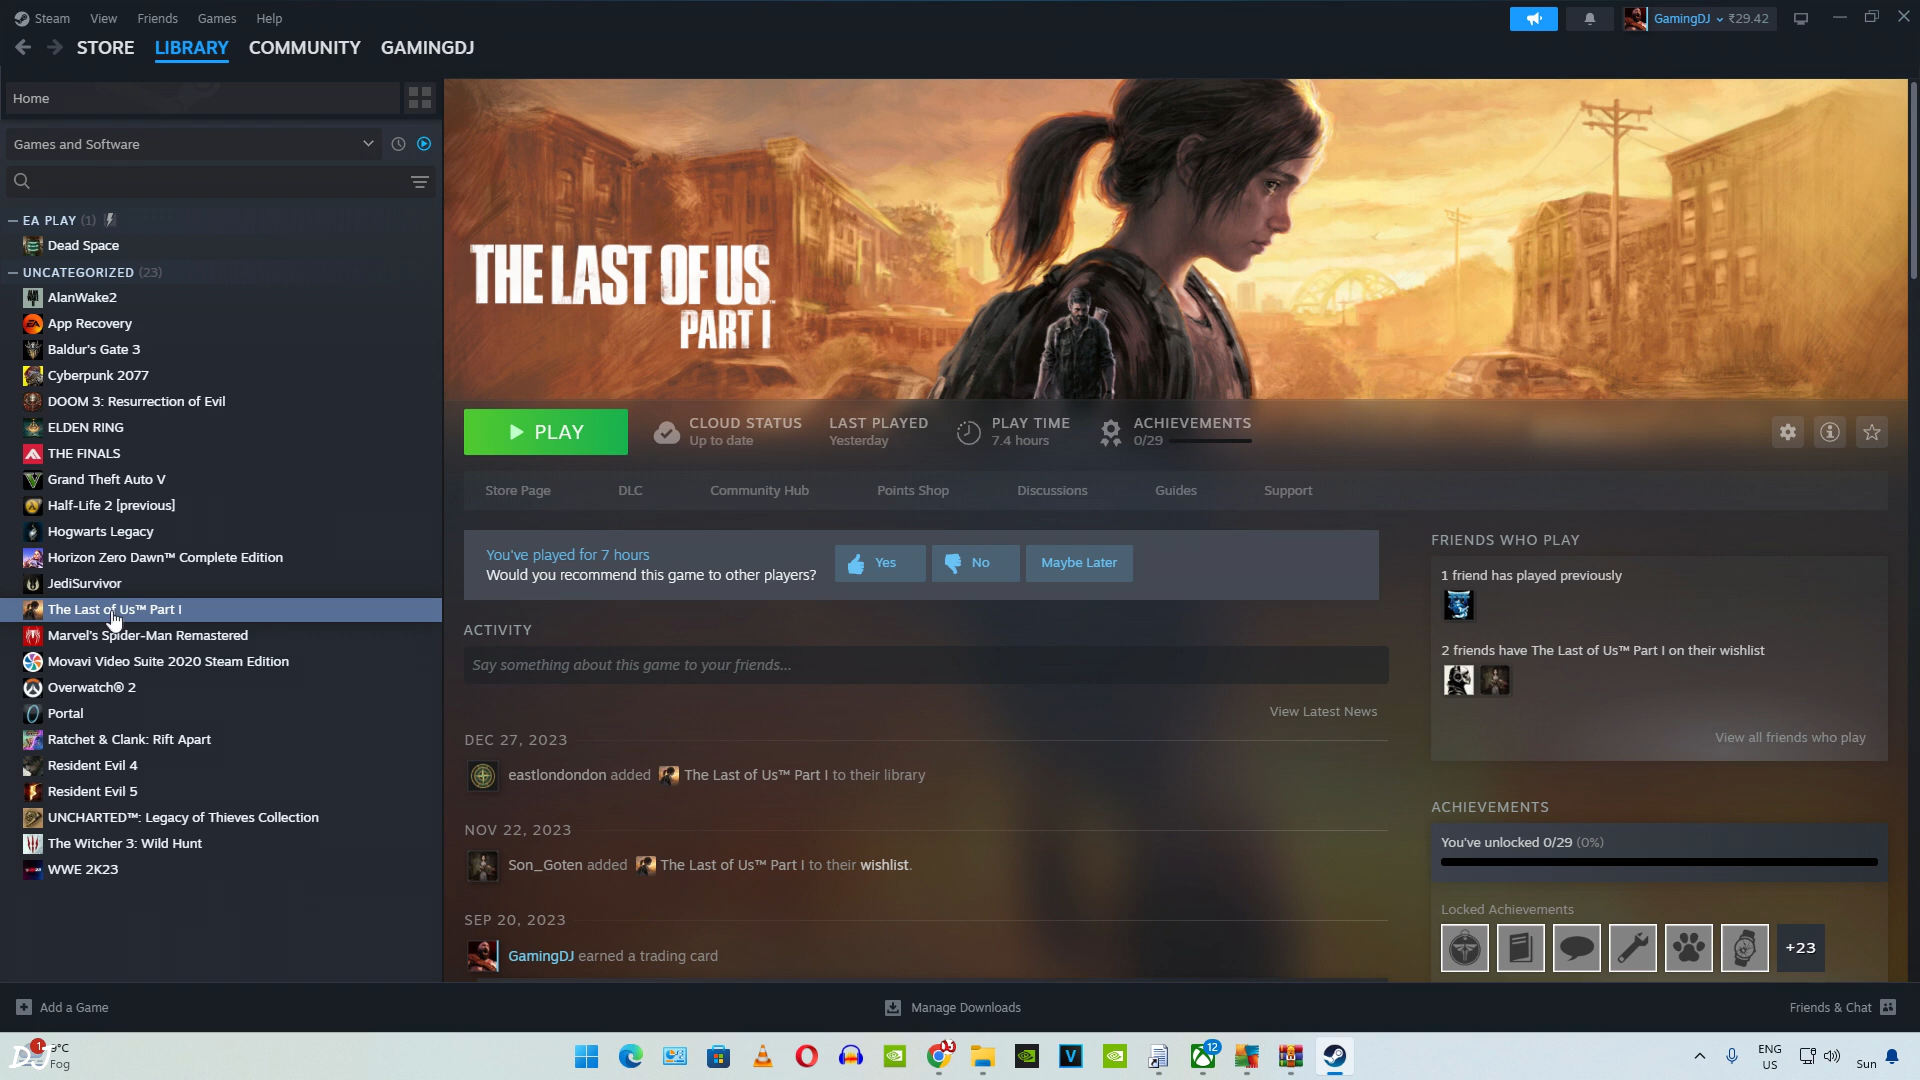 Steam View Friends Games Help
GamingDJ ₹29.42
STORE LIBRARY COMMUNITY GAMINGDJ
Home
Games and Software
EA PLAY (1)
Dead Space
UNCATEGORIZED (23)
AlanWake2
App Recovery
Baldur's Gate 3
Cyberpunk 2077
DOOM 3: Resurrection of Evil
ELDEN RING
THE FINALS
Grand Theft Auto V
Half-Life 2 [previous]
Hogwarts Legacy
Horizon Zero Dawn™ Complete Edition
JediSurvivor
The Last of Us™ Part I
Marvel's Spider-Man Remastered
Movavi Video Suite 2020 Steam Edition
Overwatch® 2
Portal
Ratchet & Clank: Rift Apart
Resident Evil 4
Resident Evil 5
UNCHARTED™: Legacy of Thieves Collection
The Witcher 3: Wild Hunt
WWE 2K23
THE LAST OF US™
PART I
PLAY
CLOUD STATUS
Up to date
LAST PLAYED
Yesterday
PLAY TIME
7.4 hours
ACHIEVEMENTS
0/29
Store Page DLC Community Hub Points Shop Discussions Guides Support
You've played for 7 hours
Would you recommend this game to other players?
Yes No Maybe Later
ACTIVITY
Say something about this game to your friends...
View Latest News
DEC 27, 2023
eastlondondon added The Last of Us™ Part I to their library
NOV 22, 2023
Son_Goten added The Last of Us™ Part I to their wishlist.
SEP 20, 2023
GamingDJ earned a trading card
FRIENDS WHO PLAY
1 friend has played previously
2 friends have The Last of Us™ Part I on their wishlist
View all friends who play
ACHIEVEMENTS
You've unlocked 0/29 (0%)
Locked Achievements
+23
Add a Game
Manage Downloads
Friends & Chat
DJ
1
9°C
Fog
V
12
ENG
US
Sun